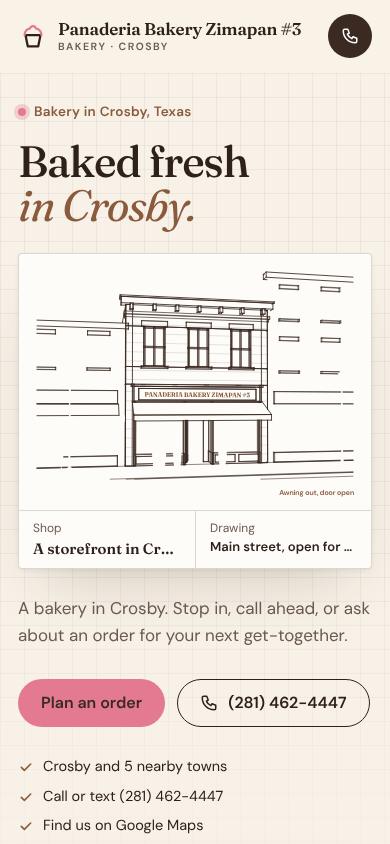 Panaderia Bakery Zimapan #3
BAKERY · CROSBY
Bakery in Crosby, Texas
Baked fresh
in Crosby.
PANADERIA BAKERY ZIMAPAN #3
Awning out, door open
Shop
A storefront in Cr...
Drawing
Main street, open for ...
A bakery in Crosby. Stop in, call ahead, or ask
about an order for your next get-together.
Plan an order
(281) 462-4447
Crosby and 5 nearby towns
Call or text (281) 462-4447
Find us on Google Maps